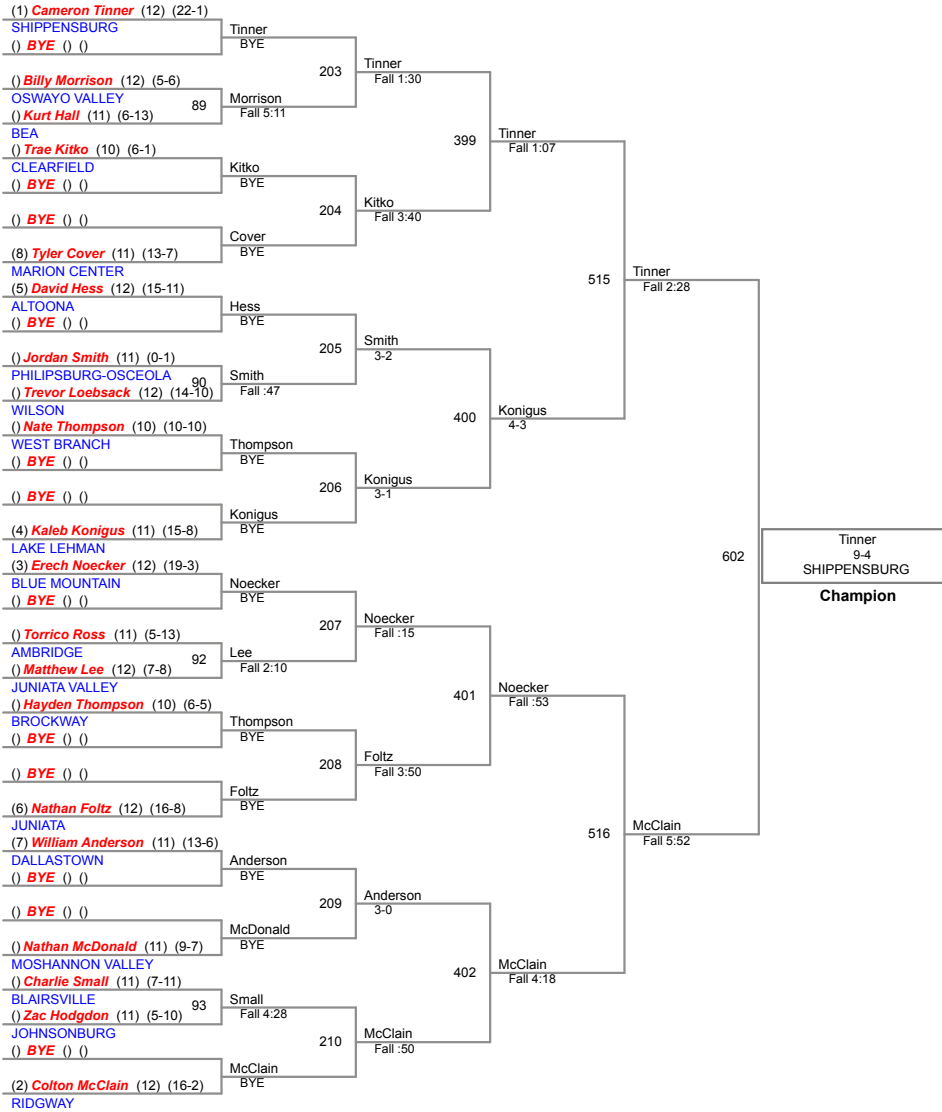 (1) Cameron Tinner (12) (22-1)
SHIPPENSBURG
() BYE () ()
() Billy Morrison (12) (5-6)
OSWAYO VALLEY
() Kurt Hall (11) (6-13)
BEA
() Trae Kitko (10) (6-1)
CLEARFIELD
() BYE () ()
() BYE () ()
(8) Tyler Cover (11) (13-7)
MARION CENTER
(5) David Hess (12) (15-11)
ALTOONA
() BYE () ()
() Jordan Smith (11) (0-1)
PHILIPSBURG-OSCEOLA
() Trevor Loebsack (12) (14-10)
WILSON
() Nate Thompson (10) (10-10)
WEST BRANCH
() BYE () ()
() BYE () ()
(4) Kaleb Konigus (11) (15-8)
LAKE LEHMAN
(3) Erech Noecker (12) (19-3)
BLUE MOUNTAIN
() BYE () ()
() Torrico Ross (11) (5-13)
AMBRIDGE
() Matthew Lee (12) (7-8)
JUNIATA VALLEY
() Hayden Thompson (10) (6-5)
BROCKWAY
() BYE () ()
() BYE () ()
(6) Nathan Foltz (12) (16-8)
JUNIATA
(7) William Anderson (11) (13-6)
DALLASTOWN
() BYE () ()
() BYE () ()
() Nathan McDonald (11) (9-7)
MOSHANNON VALLEY
() Charlie Small (11) (7-11)
BLAIRSVILLE
() Zac Hodgdon (11) (5-10)
JOHNSONBURG
() BYE () ()
(2) Colton McClain (12) (16-2)
RIDGWAY
89
90
92
93
Tinner
BYE
Morrison
Fall 5:11
Kitko
BYE
Cover
BYE
Hess
BYE
Smith
Fall :47
Thompson
BYE
Konigus
BYE
Noecker
BYE
Lee
Fall 2:10
Thompson
BYE
Foltz
BYE
Anderson
BYE
McDonald
BYE
Small
Fall 4:28
McClain
BYE
203
204
205
206
207
208
209
210
Tinner
Fall 1:30
Kitko
Fall 3:40
Smith
3-2
Konigus
3-1
Noecker
Fall :15
Foltz
Fall 3:50
Anderson
3-0
McClain
Fall :50
399
400
401
402
Tinner
Fall 1:07
Konigus
4-3
Noecker
Fall :53
McClain
Fall 4:18
515
516
Tinner
Fall 2:28
McClain
Fall 5:52
602
Tinner
9-4
SHIPPENSBURG
Champion